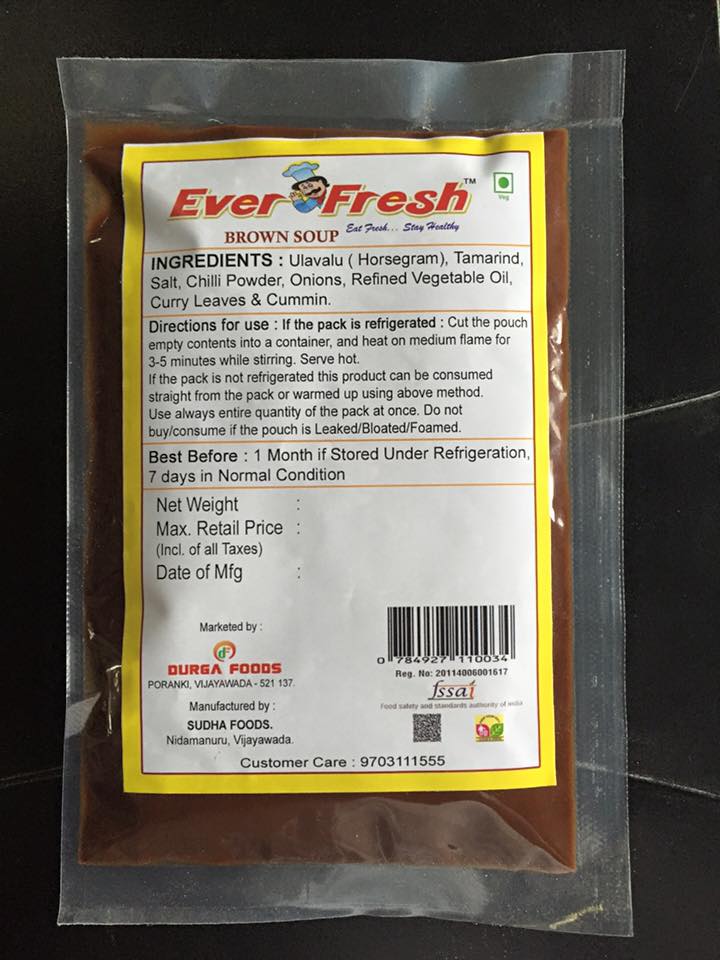 Ever Fresh™
Veg
BROWN SOUP Eat Fresh... Stay Healthy
INGREDIENTS : Ulavalu ( Horsegram), Tamarind,
Salt, Chilli Powder, Onions, Refined Vegetable Oil,
Curry Leaves & Cummin.
Directions for use : If the pack is refrigerated : Cut the pouch
empty contents into a container, and heat on medium flame for
3-5 minutes while stirring. Serve hot.
If the pack is not refrigerated this product can be consumed
straight from the pack or warmed up using above method.
Use always entire quantity of the pack at once. Do not
buy/consume if the pouch is Leaked/Bloated/Foamed.
Best Before : 1 Month if Stored Under Refrigeration,
7 days in Normal Condition
Net Weight :
Max. Retail Price :
(Incl. of all Taxes)
Date of Mfg :
Marketed by :
dF
DURGA FOODS
PORANKI, VIJAYAWADA - 521 137.
Manufactured by :
SUDHA FOODS.
Nidamanuru, Vijayawada.
0 784927 110034
Reg. No: 20114006001617
fssai
Food safety and standards authority of india
Customer Care : 9703111555